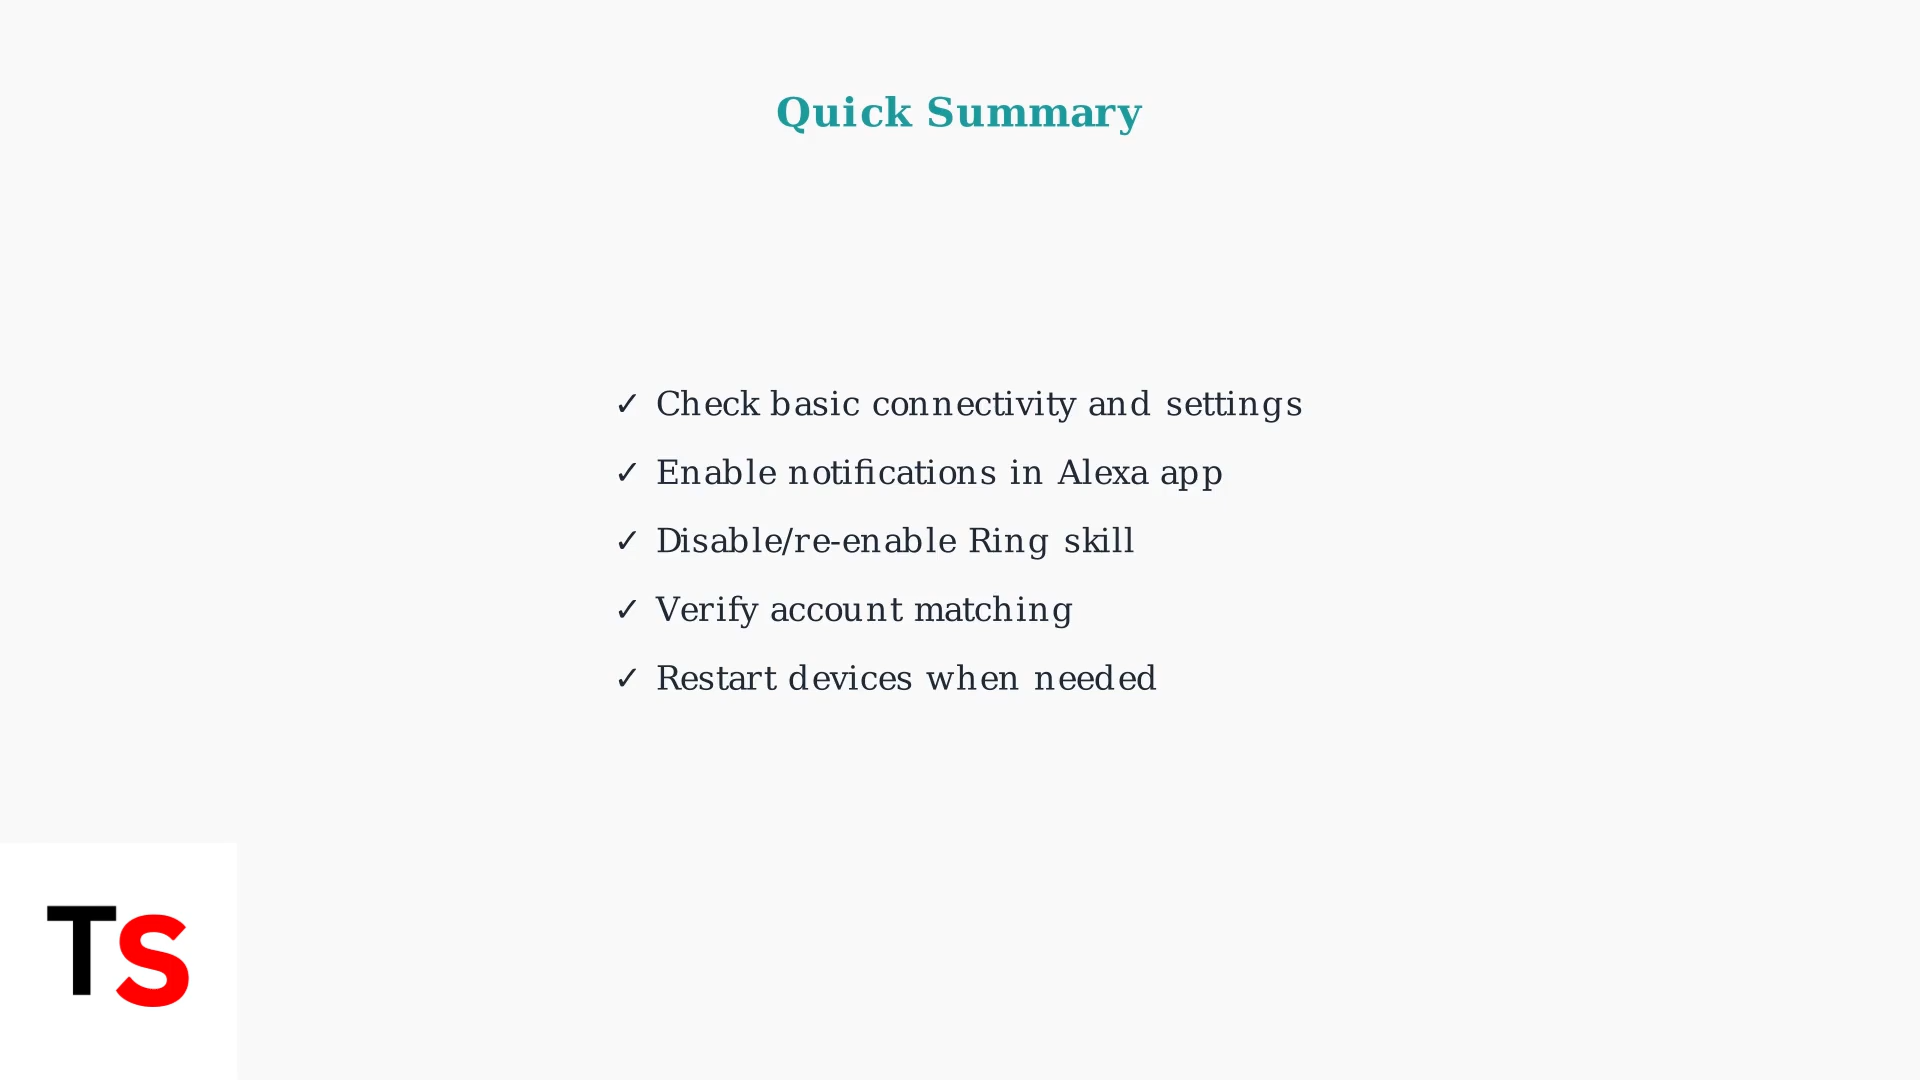 Quick Summary
✓ Check basic connectivity and settings
✓ Enable notifications in Alexa app
✓ Disable/re-enable Ring skill
✓ Verify account matching
✓ Restart devices when needed
TS